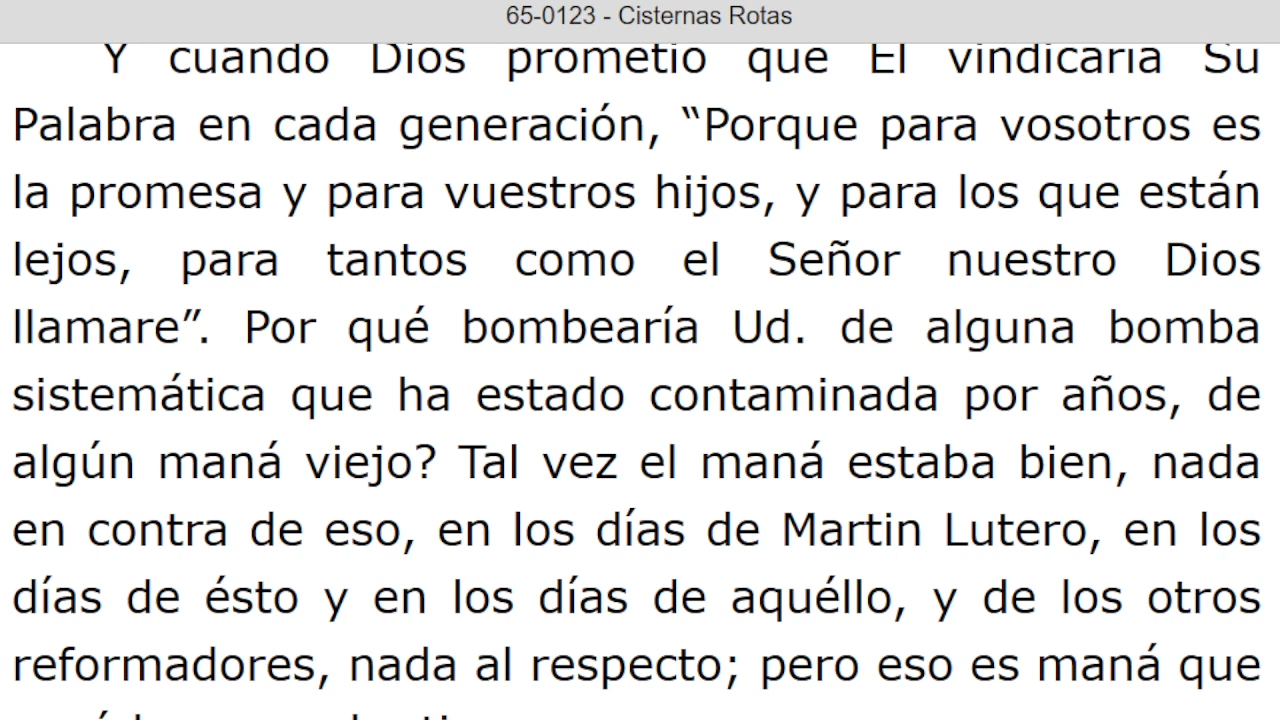 65-0123 - Cisternas Rotas
Y cuando Dios prometió que Él vindicaría Su
Palabra en cada generación, “Porque para vosotros es
la promesa y para vuestros hijos, y para los que están
lejos, para tantos como el Señor nuestro Dios
llamare”. Por qué bombearía Ud. de alguna bomba
sistemática que ha estado contaminada por años, de
algún maná viejo? Tal vez el maná estaba bien, nada
en contra de eso, en los días de Martin Lutero, en los
días de ésto y en los días de aquéllo, y de los otros
reformadores, nada al respecto; pero eso es maná que